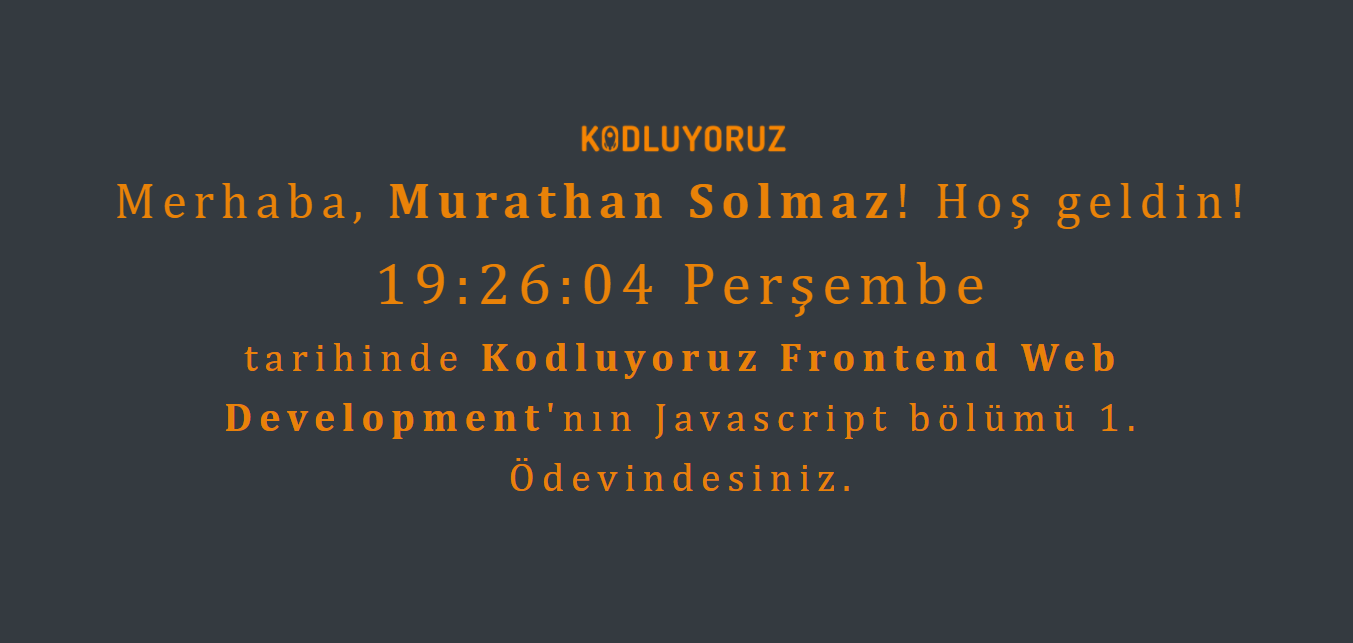 KODLUYORUZ
Merhaba, Murathan Solmaz! Hoş geldin!
19:26:04 Perşembe
tarihinde Kodluyoruz Frontend Web
Development'nın Javascript bölümü 1.
Ödevindesiniz.